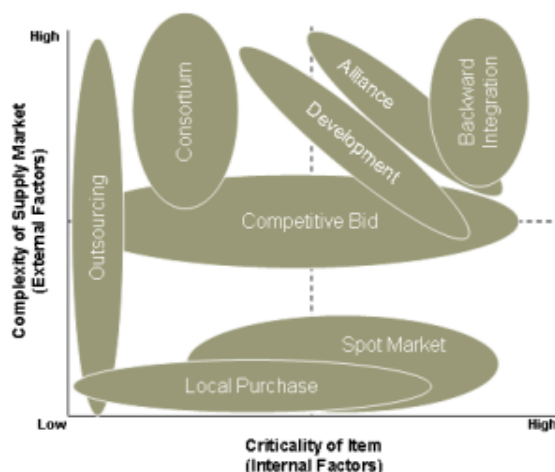 High
Complexity of Supply Market
(External Factors)
Outsourcing
Consortium
Development
Alliance
Backward
Integration
Competitive Bid
Spot Market
Local Purchase
Low
High
Criticality of Item
(Internal Factors)